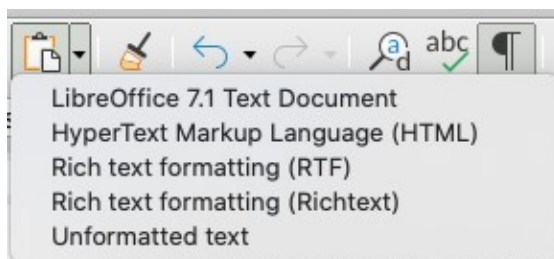 abc
LibreOffice 7.1 Text Document
HyperText Markup Language (HTML)
Rich text formatting (RTF)
Rich text formatting (Richtext)
Unformatted text